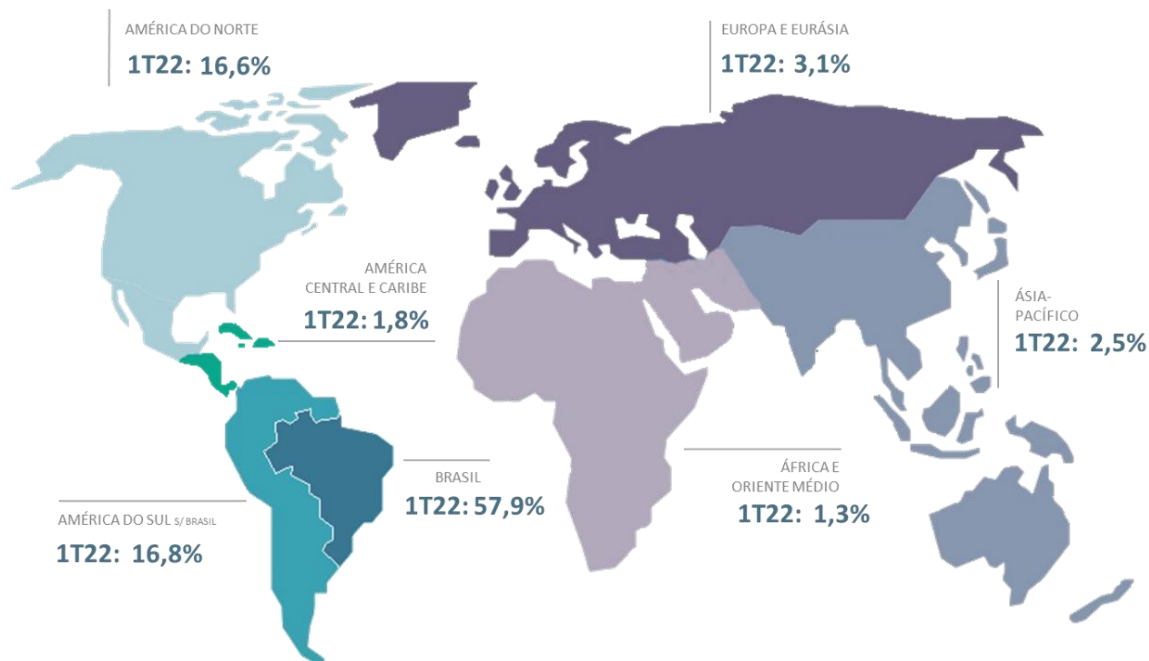 AMÉRICA DO NORTE
1T22: 16,6%
EUROPA E EURÁSIA
1T22: 3,1%
AMÉRICA
CENTRAL E CARIBE
1T22: 1,8%
ÁSIA-
PACÍFICO
1T22: 2,5%
BRASIL
1T22: 57,9%
ÁFRICA E
ORIENTE MÉDIO
1T22: 1,3%
AMÉRICA DO SUL S/ BRASIL
1T22: 16,8%